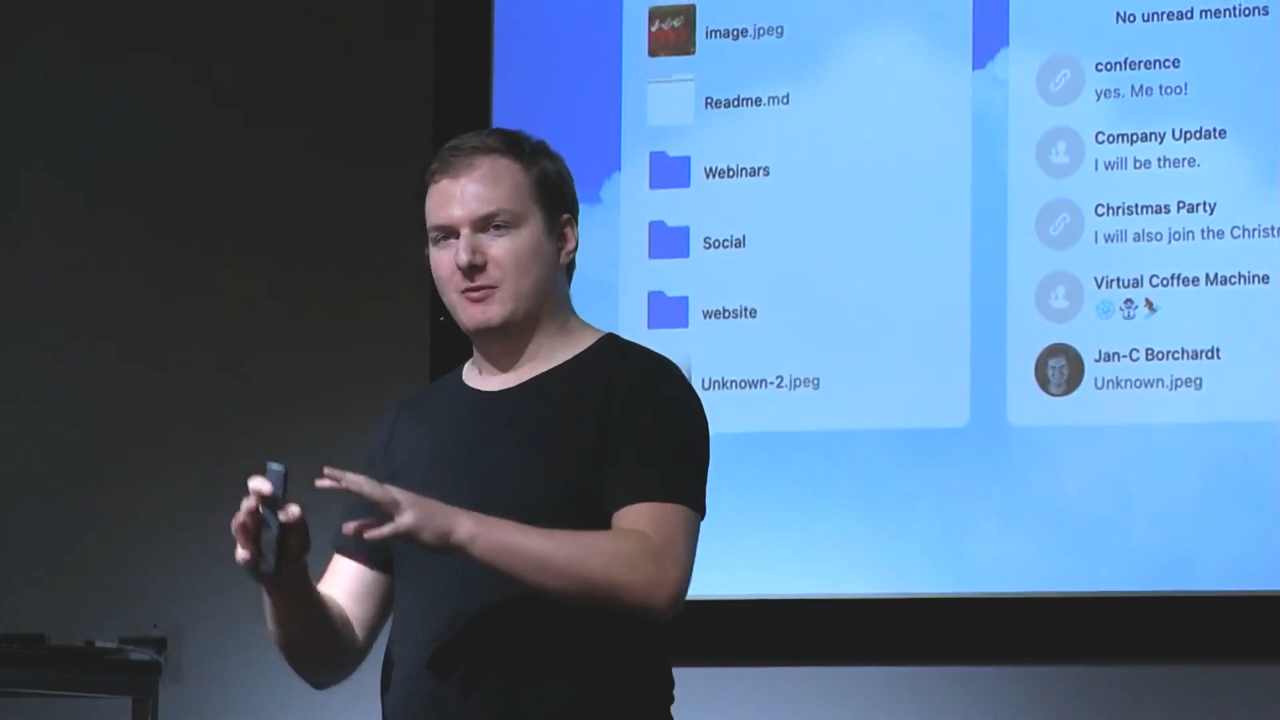 image.jpeg
Readme.md
Webinars
Social
website
Unknown-2.jpeg
No unread mentions
conference
yes. Me too!
Company Update
I will be there.
Christmas Party
I will also join the Christ
Virtual Coffee Machine
Jan-C Borchardt
Unknown.jpeg